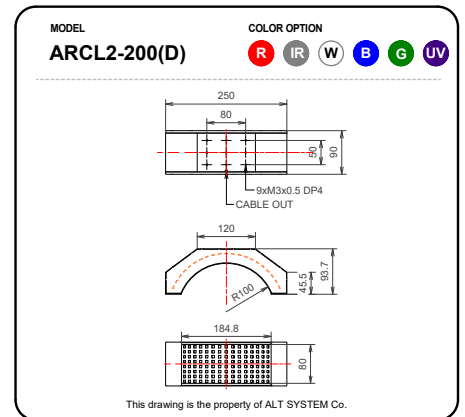 MODEL
COLOR OPTION
ARCL2-200(D)
R IR W B G UV
250
80
50
90
9xM3x0.5 DP4
CABLE OUT
120
R100
45.5
93.7
184.8
80
This drawing is the property of ALT SYSTEM Co.